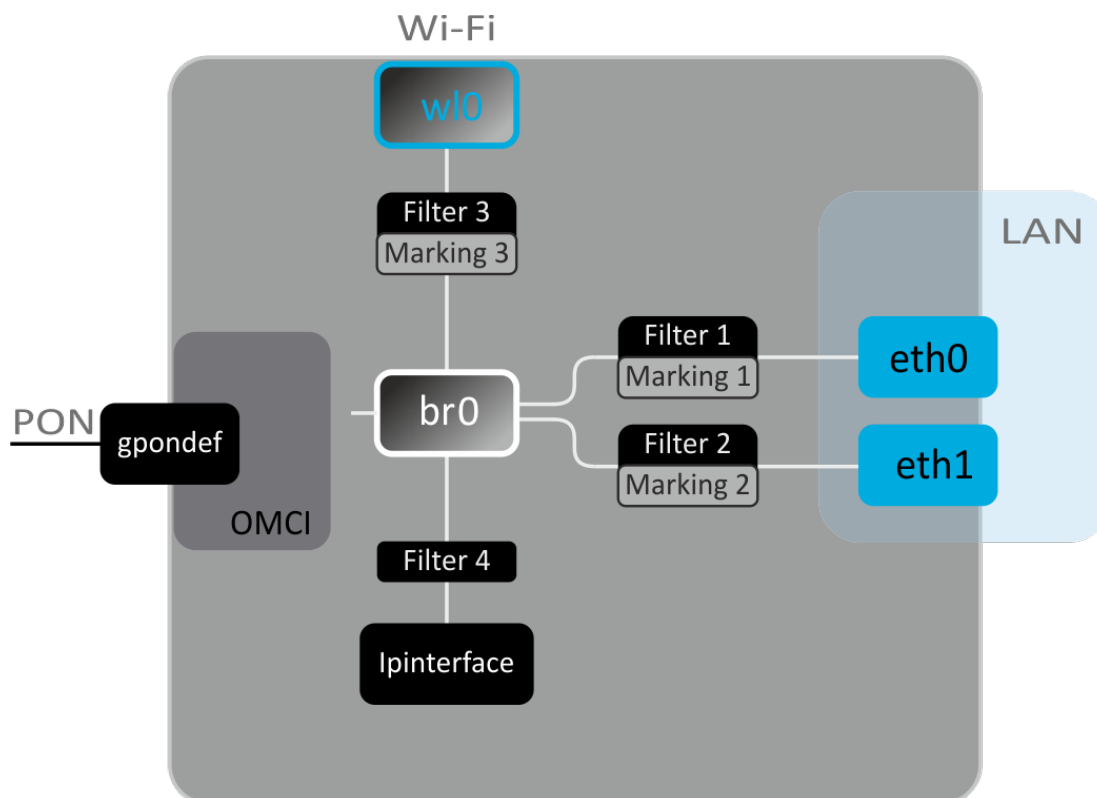 Wi-Fi
wl0
Filter 3
Marking 3
LAN
Filter 1
Marking 1
eth0
PON
gpondef
OMCI
br0
Filter 2
Marking 2
eth1
Filter 4
Ipinterface